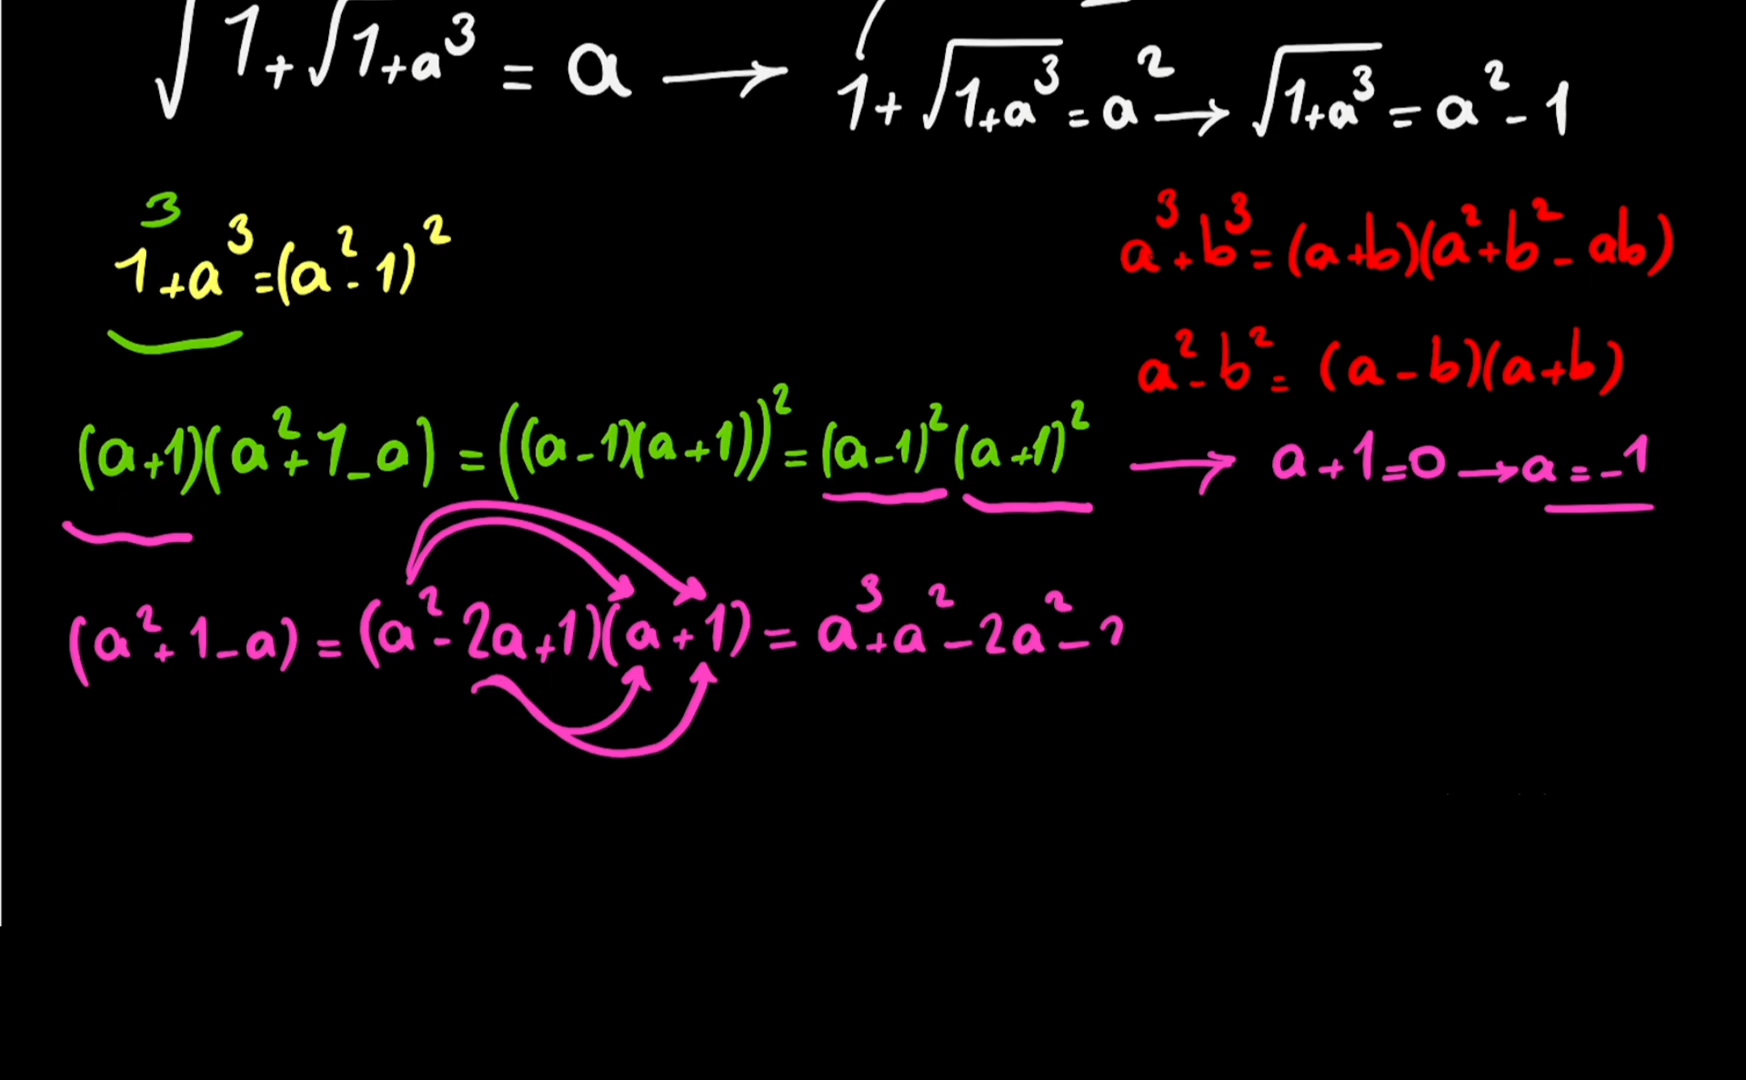 √1+√1+a³ = a → 1+√1+a³ = a² → √1+a³ = a²-1
3
1+a³=(a²-1)²
a³+b³=(a+b)(a²+b²-ab)
a²-b²=(a-b)(a+b)
(a+1)(a²+1-a)=((a-1)(a+1))²=(a-1)²(a+1)² → a+1=0→a=-1
(a²+1-a)=(a²-2a+1)(a+1)=a³+a²-2a²-